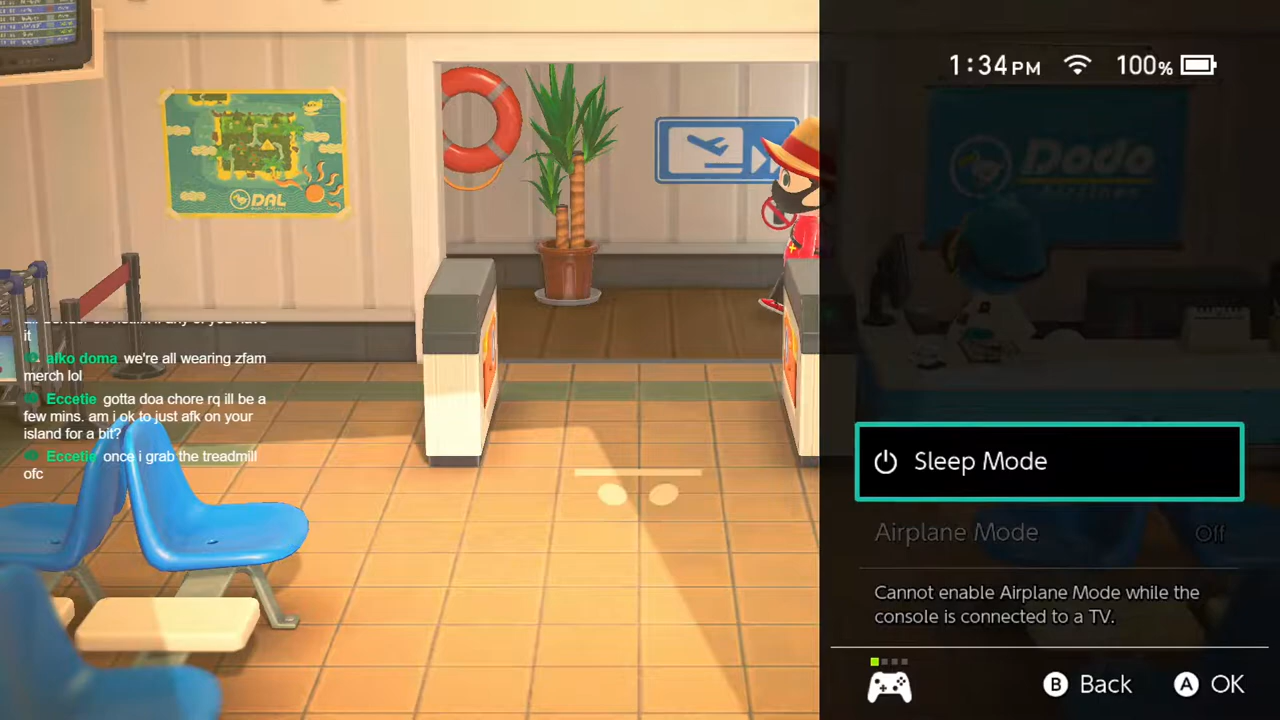 1:34 PM 100%
DAL
Dodo
Airlines
it
aiko doma we're all wearing zfam
merch lol
Eccetie gotta doa chore rq ill be a
few mins. am i ok to just afk on your
island for a bit?
Eccetie once i grab the treadmill
ofc
Sleep Mode
Airplane Mode Off
Cannot enable Airplane Mode while the
console is connected to a TV.
B Back A OK